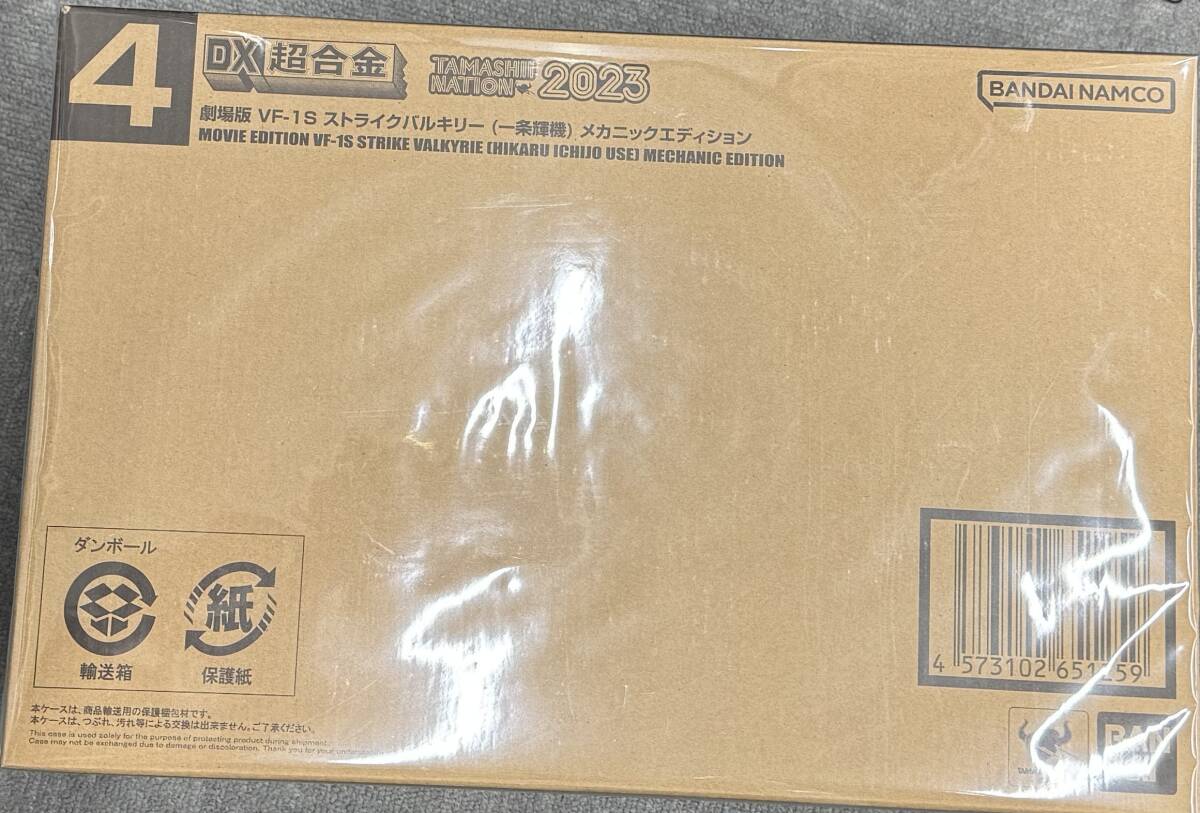 4
DX超合金
TAMASHII NATION 2023
BANDAI NAMCO
劇場版 VF-1S ストライクバルキリー (一条輝機) メカニックエディション
MOVIE EDITION VF-1S STRIKE VALKYRIE (HIKARU ICHIJO USE) MECHANIC EDITION
ダンボール
紙
輸送箱
保護紙
4 573102 651259
本ケースは、商品輸送用の保護梱包材です。
本ケースは、つぶれ、汚れ等による交換は出来ません。ご了承ください。
This case is used solely for the purpose of protecting product during shipment.
Case may not be exchanged due to damage or discoloration. Thank you for your